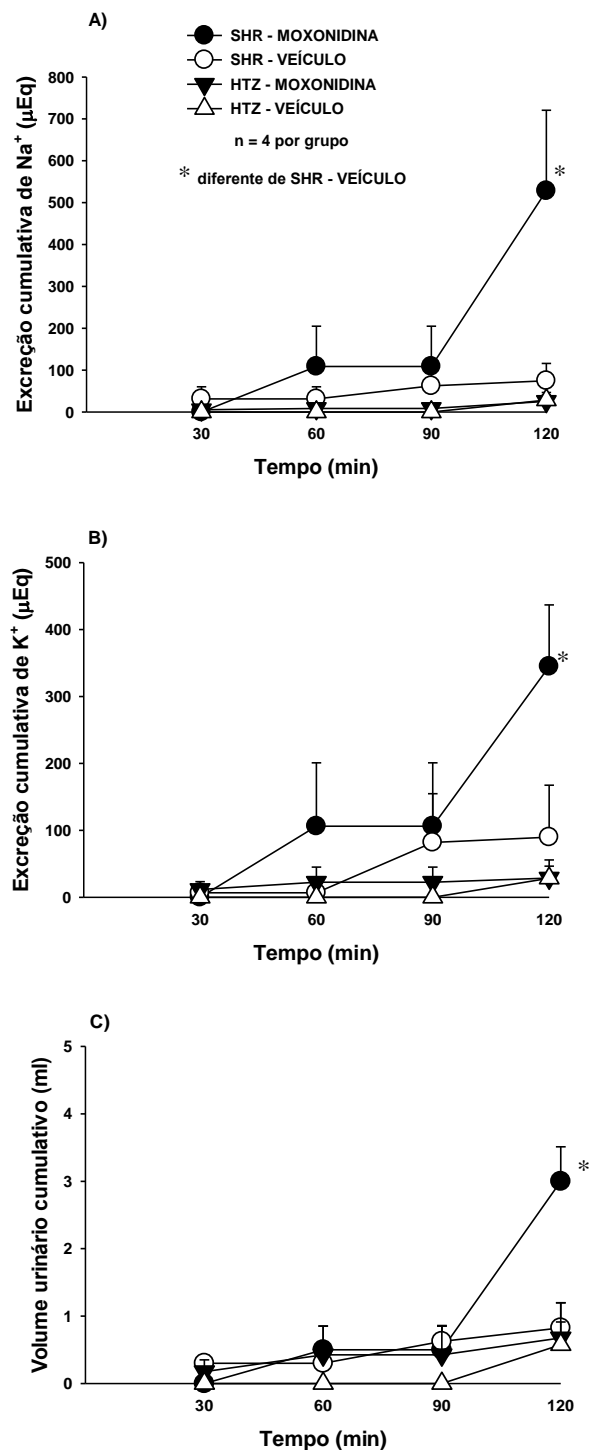 A)
SHR - MOXONIDINA
SHR - VEÍCULO
HTZ - MOXONIDINA
HTZ - VEÍCULO
n = 4 por grupo
* diferente de SHR - VEÍCULO
Excreção cumulativa de Na⁺ (μEq)
800
700
600
500
400
300
200
100
0
*
30 60 90 120
Tempo (min)
B)
Excreção cumulativa de K⁺ (μEq)
500
400
300
200
100
0
*
30 60 90 120
Tempo (min)
C)
Volume urinário cumulativo (ml)
5
4
3
2
1
0
*
30 60 90 120
Tempo (min)